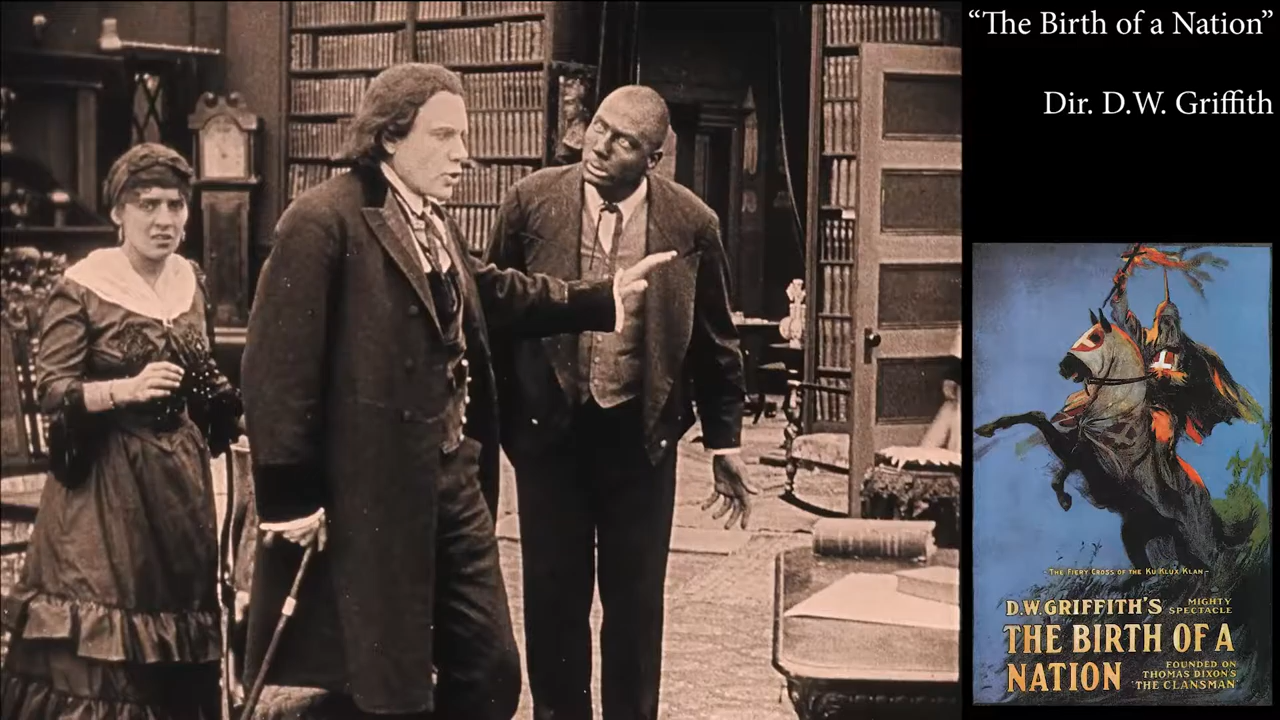 “The Birth of a Nation”
Dir. D.W. Griffith
-THE FIERY CROSS OF THE KU KLUX KLAN-
D.W. GRIFFITH'S
MIGHTY
SPECTACLE
THE BIRTH OF A
NATION
FOUNDED ON
THOMAS DIXON'S
"THE CLANSMAN"